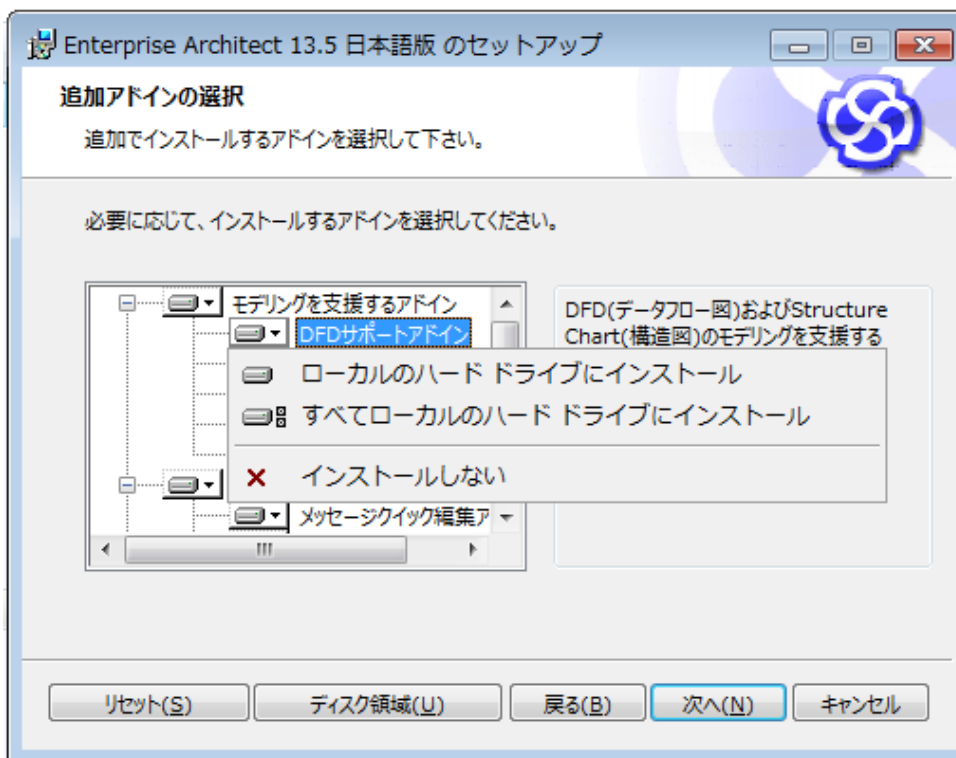 Enterprise Architect 13.5 日本語版 のセットアップ
追加アドインの選択
追加でインストールするアドインを選択して下さい。
必要に応じて、インストールするアドインを選択してください。
モデリングを支援するアドイン
DFDサポートアドイン
DFD(データフロー図)およびStructure
Chart(構造図)のモデリングを支援する
ローカルのハード ドライブにインストール
すべてローカルのハード ドライブにインストール
インストールしない
メッセージクイック編集ア
リセット(S)
ディスク領域(U)
戻る(B)
次へ(N)
キャンセル